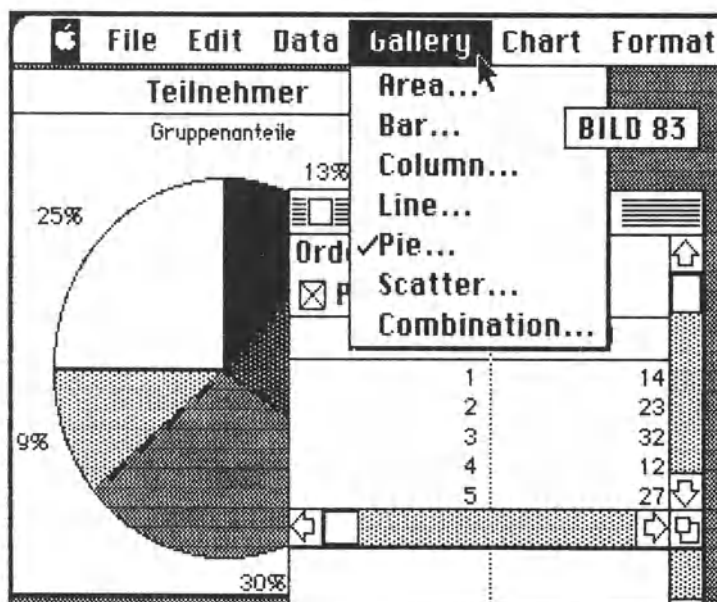 File Edit Data Gallery Chart Format
Teilnehmer
Gruppenanteile
13%
25%
9%
30%
Area...
Bar...
Column...
Line...
✓Pie...
Scatter...
Combination...
BILD 83
1 14
2 23
3 32
4 12
5 27